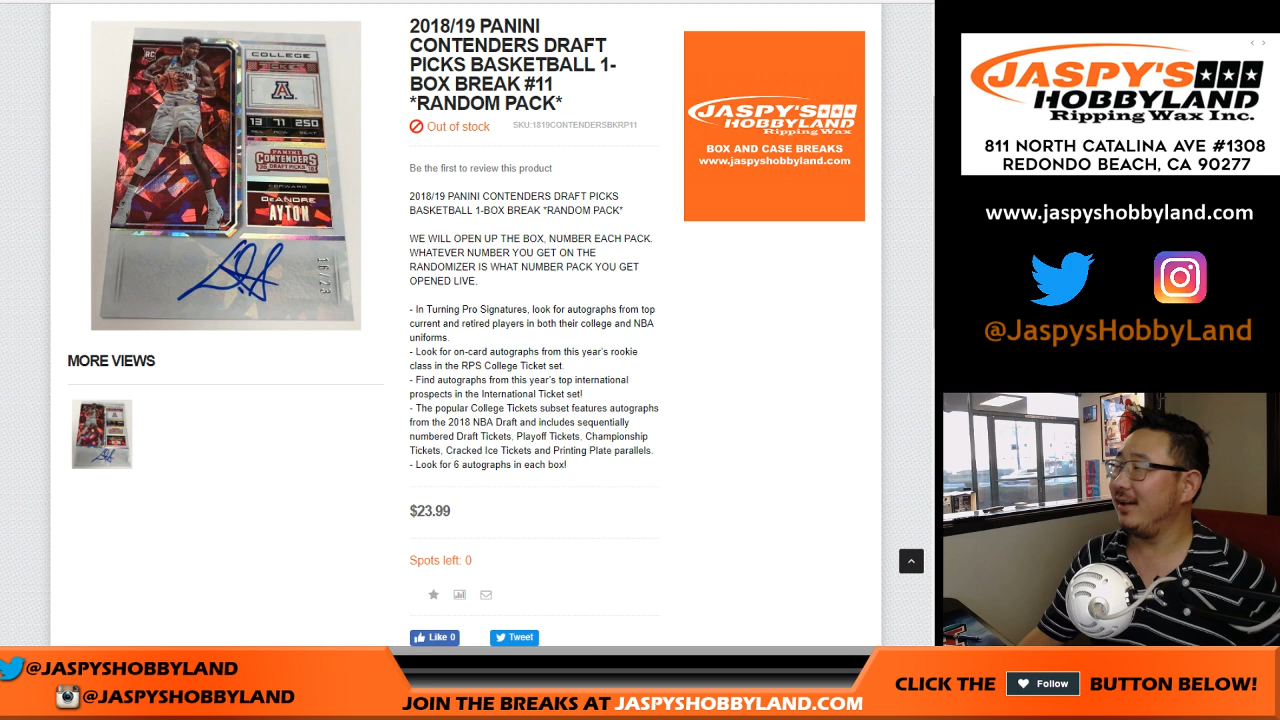 RC
COLLEGE
TICKET
A
13 71 250
PANINI
CONTENDERS
DRAFT PICKS
FORWARD
DEANDRE
AYTON
16/23
MORE VIEWS
2018/19 PANINI
CONTENDERS DRAFT
PICKS BASKETBALL 1-
BOX BREAK #11
*RANDOM PACK*
Out of stock
SKU:1819CONTENDERSBKRP11
Be the first to review this product
2018/19 PANINI CONTENDERS DRAFT PICKS
BASKETBALL 1-BOX BREAK *RANDOM PACK*
WE WILL OPEN UP THE BOX, NUMBER EACH PACK.
WHATEVER NUMBER YOU GET ON THE
RANDOMIZER IS WHAT NUMBER PACK YOU GET
OPENED LIVE.
- In Turning Pro Signatures, look for autographs from top
current and retired players in both their college and NBA
uniforms.
- Look for on-card autographs from this year's rookie
class in the RPS College Ticket set.
- Find autographs from this year's top international
prospects in the International Ticket set!
- The popular College Tickets subset features autographs
from the 2018 NBA Draft and includes sequentially
numbered Draft Tickets, Playoff Tickets, Championship
Tickets, Cracked Ice Tickets and Printing Plate parallels.
- Look for 6 autographs in each box!
$23.99
Spots left: 0
Like 0
Tweet
JASPY'S
HOBBYLAND
Ripping Wax
BOX AND CASE BREAKS
www.jaspyshobbyland.com
JASPY'S
HOBBYLAND
Ripping Wax Inc.
811 NORTH CATALINA AVE #1308
REDONDO BEACH, CA 90277
www.jaspyshobbyland.com
@JaspysHobbyLand
@JASPYSHOBBYLAND
@JASPYSHOBBYLAND
JOIN THE BREAKS AT JASPYSHOBBYLAND.COM
CLICK THE Follow BUTTON BELOW!